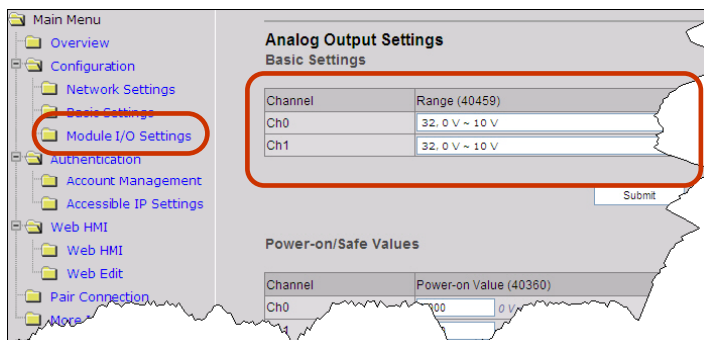 Main Menu
Overview
Configuration
Network Settings
Basic Settings
Module I/O Settings
Authentication
Account Management
Accessible IP Settings
Web HMI
Web HMI
Web Edit
Pair Connection
More
Analog Output Settings
Basic Settings
Channel Range (40459)
Ch0 32, 0 V ~ 10 V
Ch1 32, 0 V ~ 10 V
Submit
Power-on/Safe Values
Channel Power-on Value (40360)
Ch0 0 V